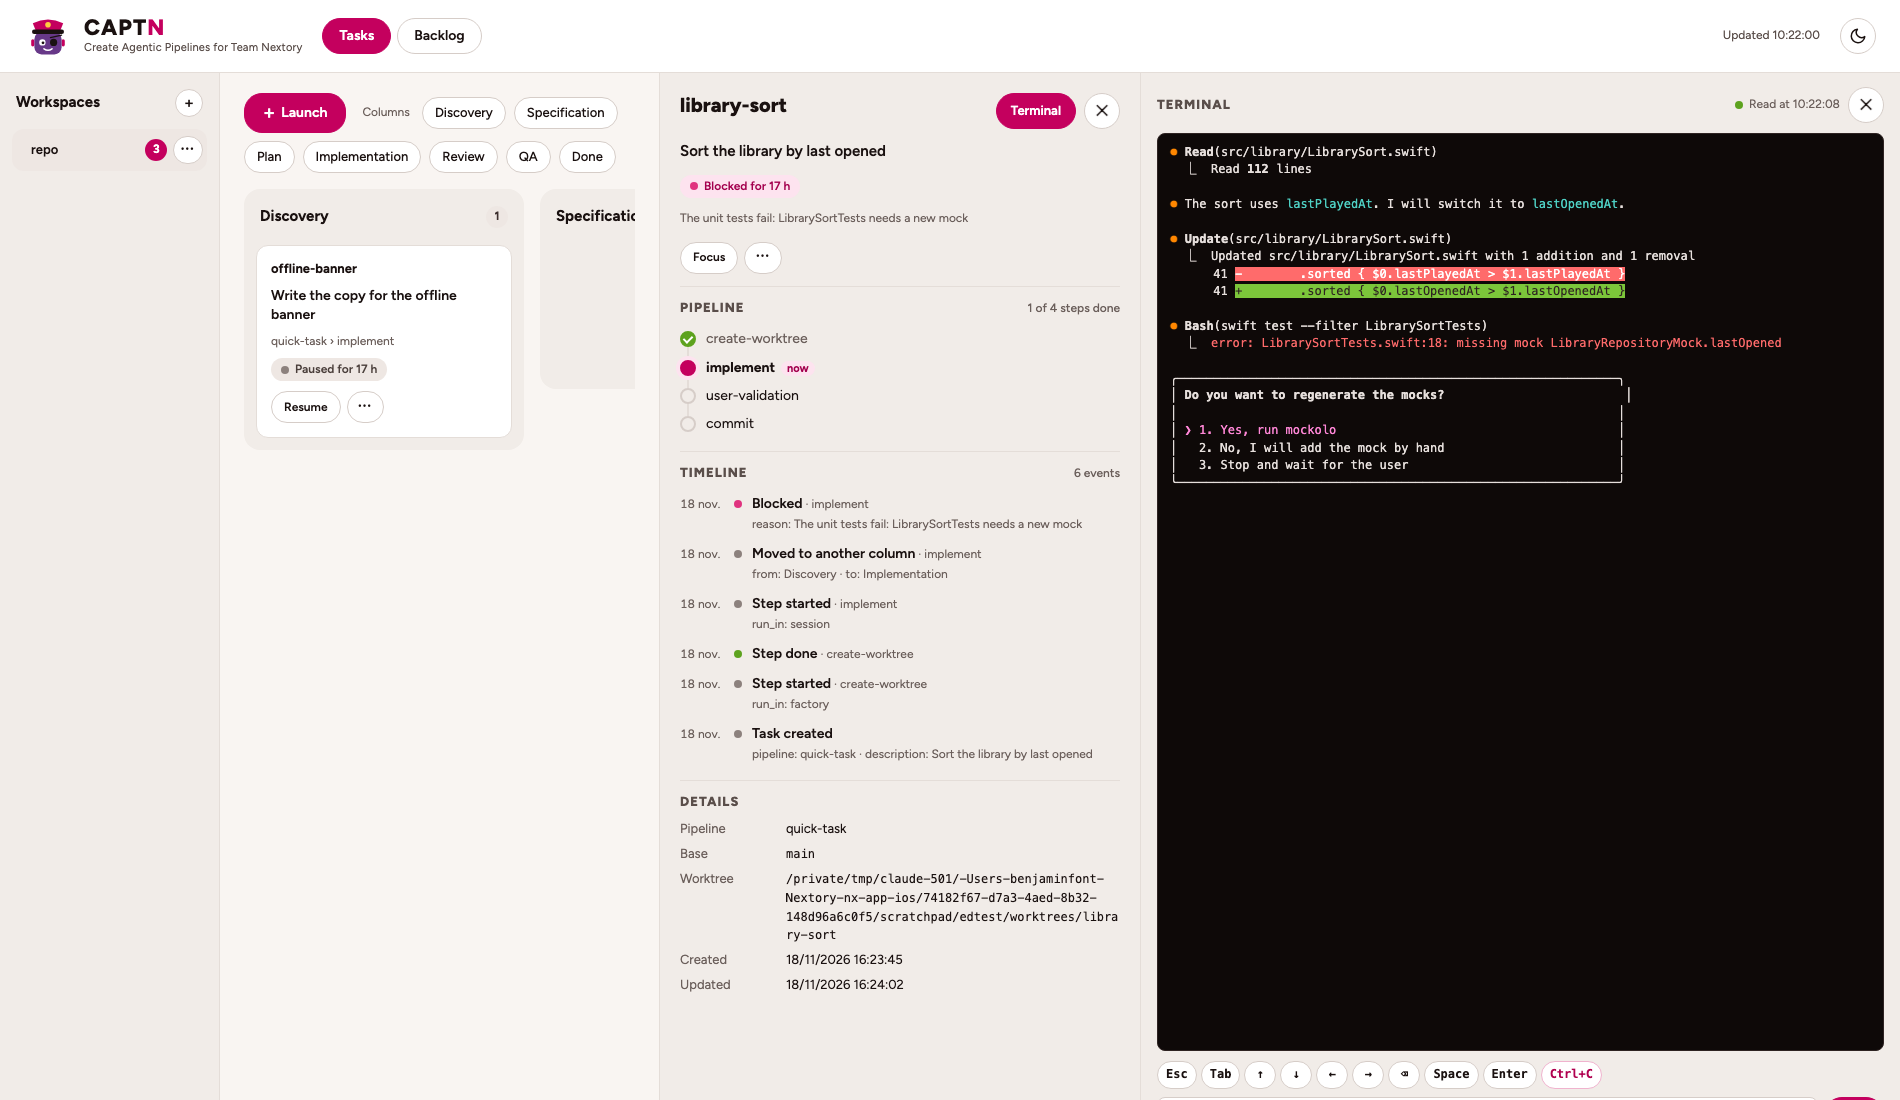 CAPTN
Create Agentic Pipelines for Team Nextory
Tasks
Backlog
Updated 10:22:00
Workspaces
+
repo
3
···
+ Launch
Columns
Discovery
Specification
Plan
Implementation
Review
QA
Done
Discovery
1
offline-banner
Write the copy for the offline
banner
quick-task › implement
Paused for 17 h
Resume
···
Specificatio
library-sort
Terminal
Sort the library by last opened
Blocked for 17 h
The unit tests fail: LibrarySortTests needs a new mock
Focus
···
PIPELINE
1 of 4 steps done
create-worktree
implement now
user-validation
commit
TIMELINE
6 events
18 nov. Blocked · implement
reason: The unit tests fail: LibrarySortTests needs a new mock
18 nov. Moved to another column · implement
from: Discovery · to: Implementation
18 nov. Step started · implement
run_in: session
18 nov. Step done · create-worktree
18 nov. Step started · create-worktree
run_in: factory
18 nov. Task created
pipeline: quick-task · description: Sort the library by last opened
DETAILS
Pipeline quick-task
Base main
Worktree /private/tmp/claude-501/-Users-benjaminfont-
Nextory-nx-app-ios/74182f67-d7a3-4aed-8b32-
148d96a6c0f5/scratchpad/edtest/worktrees/libra
ry-sort
Created 18/11/2026 16:23:45
Updated 18/11/2026 16:24:02
TERMINAL
Read at 10:22:08
Read(src/library/LibrarySort.swift)
Read 112 lines
The sort uses lastPlayedAt. I will switch it to lastOpenedAt.
Update(src/library/LibrarySort.swift)
Updated src/library/LibrarySort.swift with 1 addition and 1 removal
41 - .sorted { $0.lastPlayedAt > $1.lastPlayedAt }
41 + .sorted { $0.lastOpenedAt > $1.lastOpenedAt }
Bash(swift test --filter LibrarySortTests)
error: LibrarySortTests.swift:18: missing mock LibraryRepositoryMock.lastOpened
Do you want to regenerate the mocks?
❯ 1. Yes, run mockolo
2. No, I will add the mock by hand
3. Stop and wait for the user
Esc
Tab
↑
↓
←
→
⌫
Space
Enter
Ctrl+C